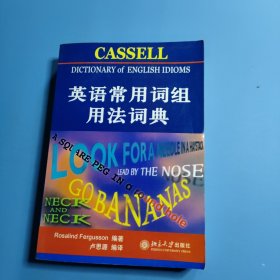 CASSELL
DICTIONARY of ENGLISH IDIOMS
英语常用词组
用法词典
A SQUARE PEG IN A round hole
LOOK FOR A NEEDLE IN A HAYSTACK
LEAD BY THE NOSE
GO BANANAS
NECK
AND
NECK
Rosalind Fergusson 编著
卢思源 编译
北京大学出版社